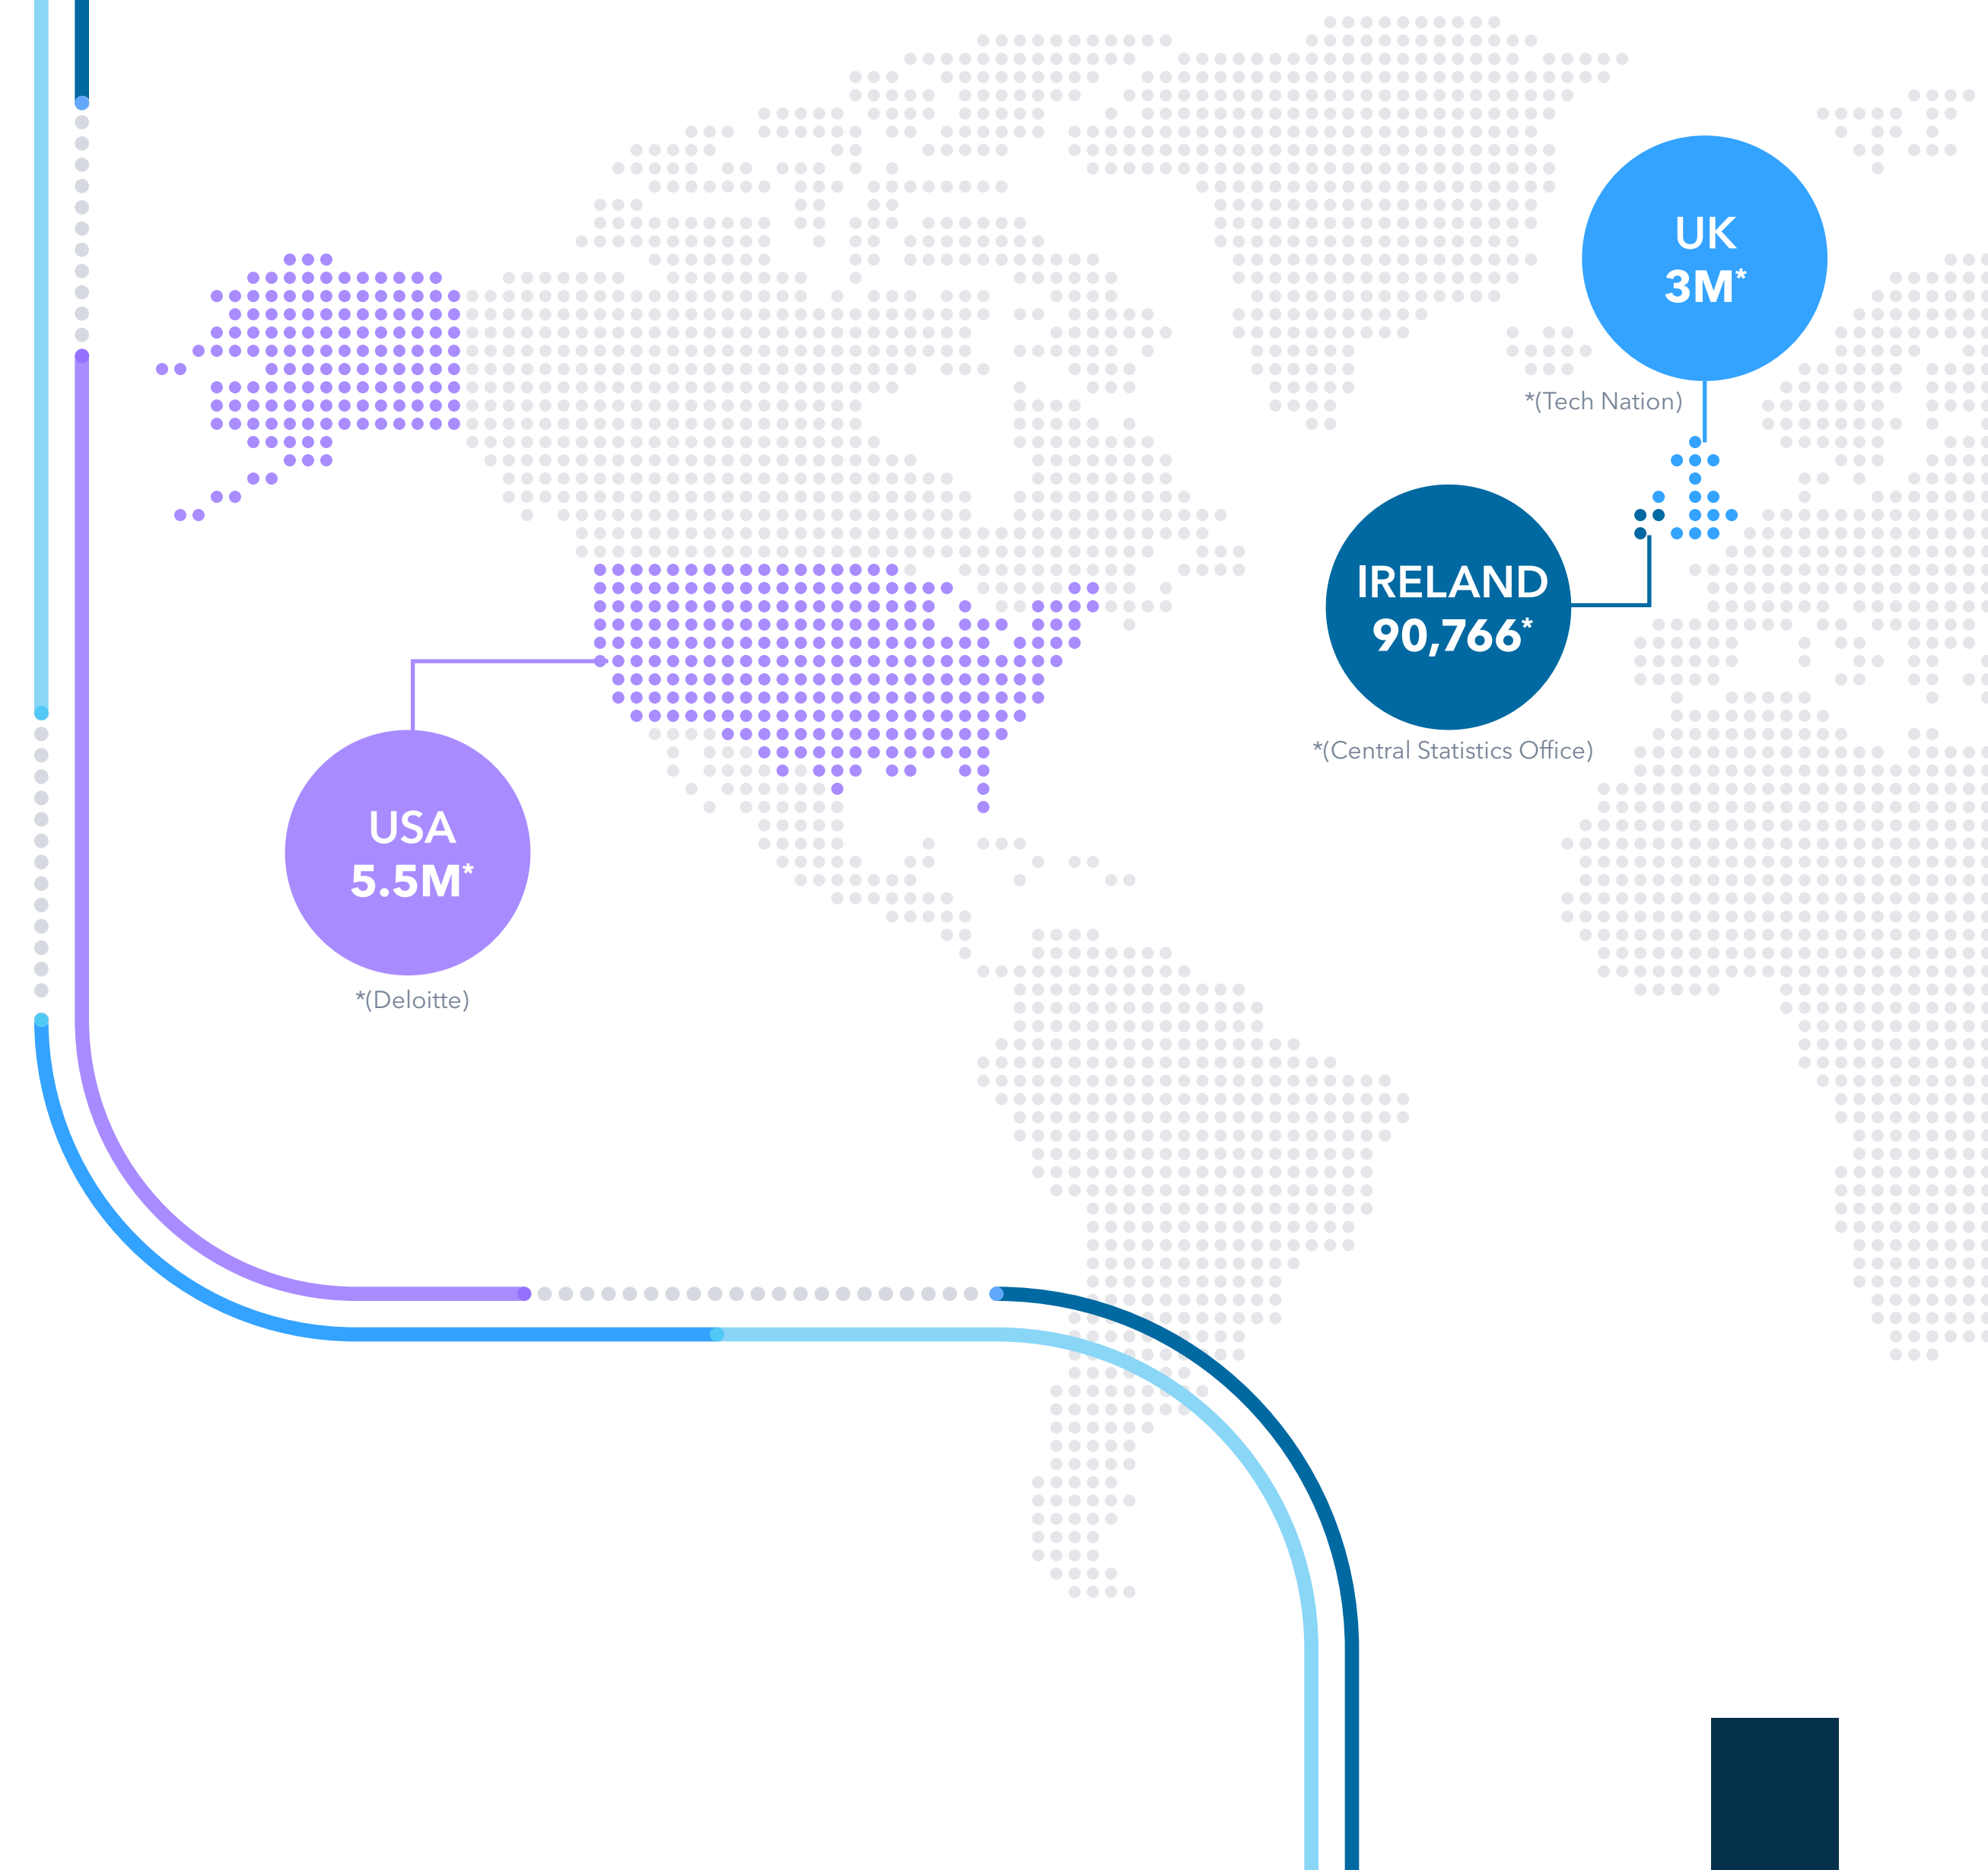 UK
3M*
*(Tech Nation)
IRELAND
90,766*
*(Central Statistics Office)
USA
5.5M*
*(Deloitte)